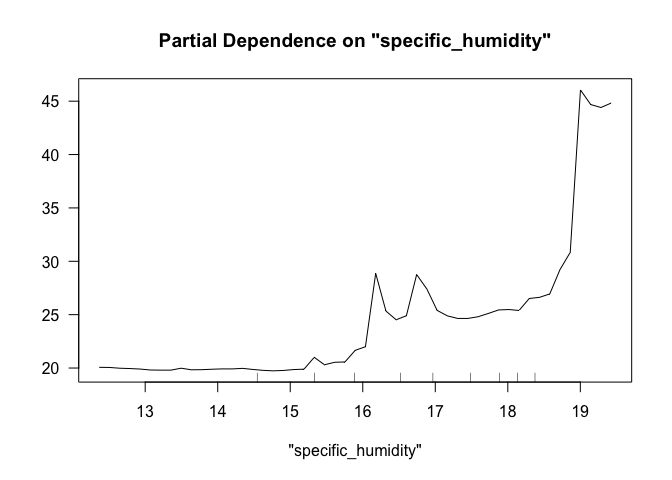 Partial Dependence on "specific_humidity"
45
40
35
30
25
20
13 14 15 16 17 18 19
"specific_humidity"